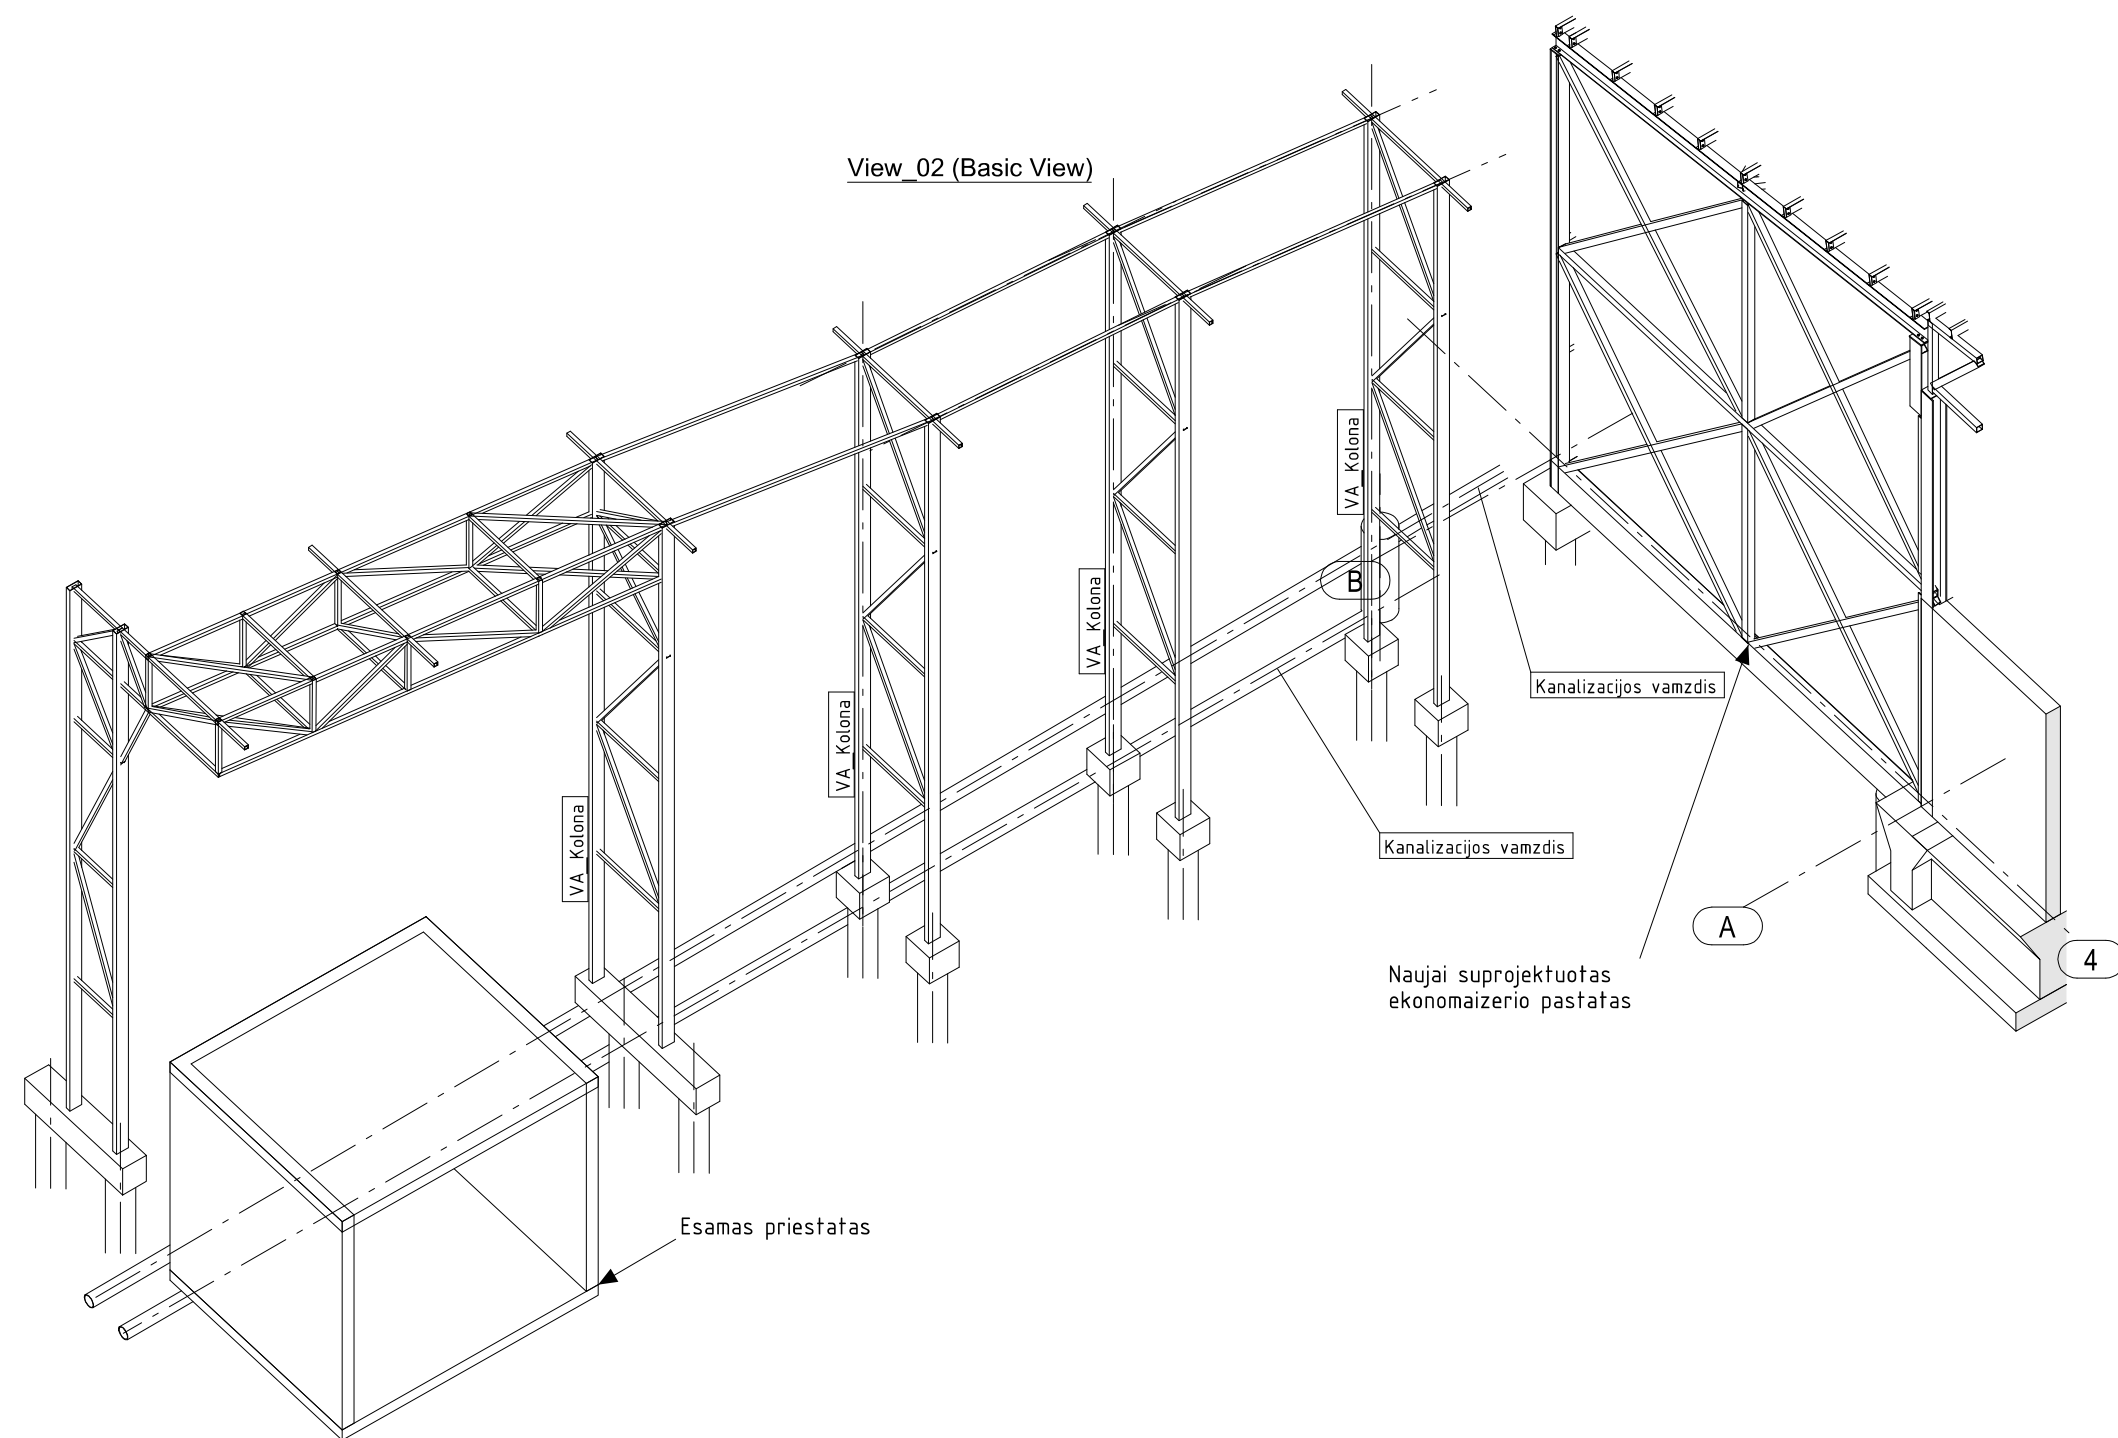 View_02 (Basic View)
VA_Kolona
VA_Kolona
VA_Kolona
VA_Kolona
B
Kanalizacijos vamzdis
Kanalizacijos vamzdis
A
4
Naujai suprojektuotas
ekonomaizerio pastatas
Esamas priestatas